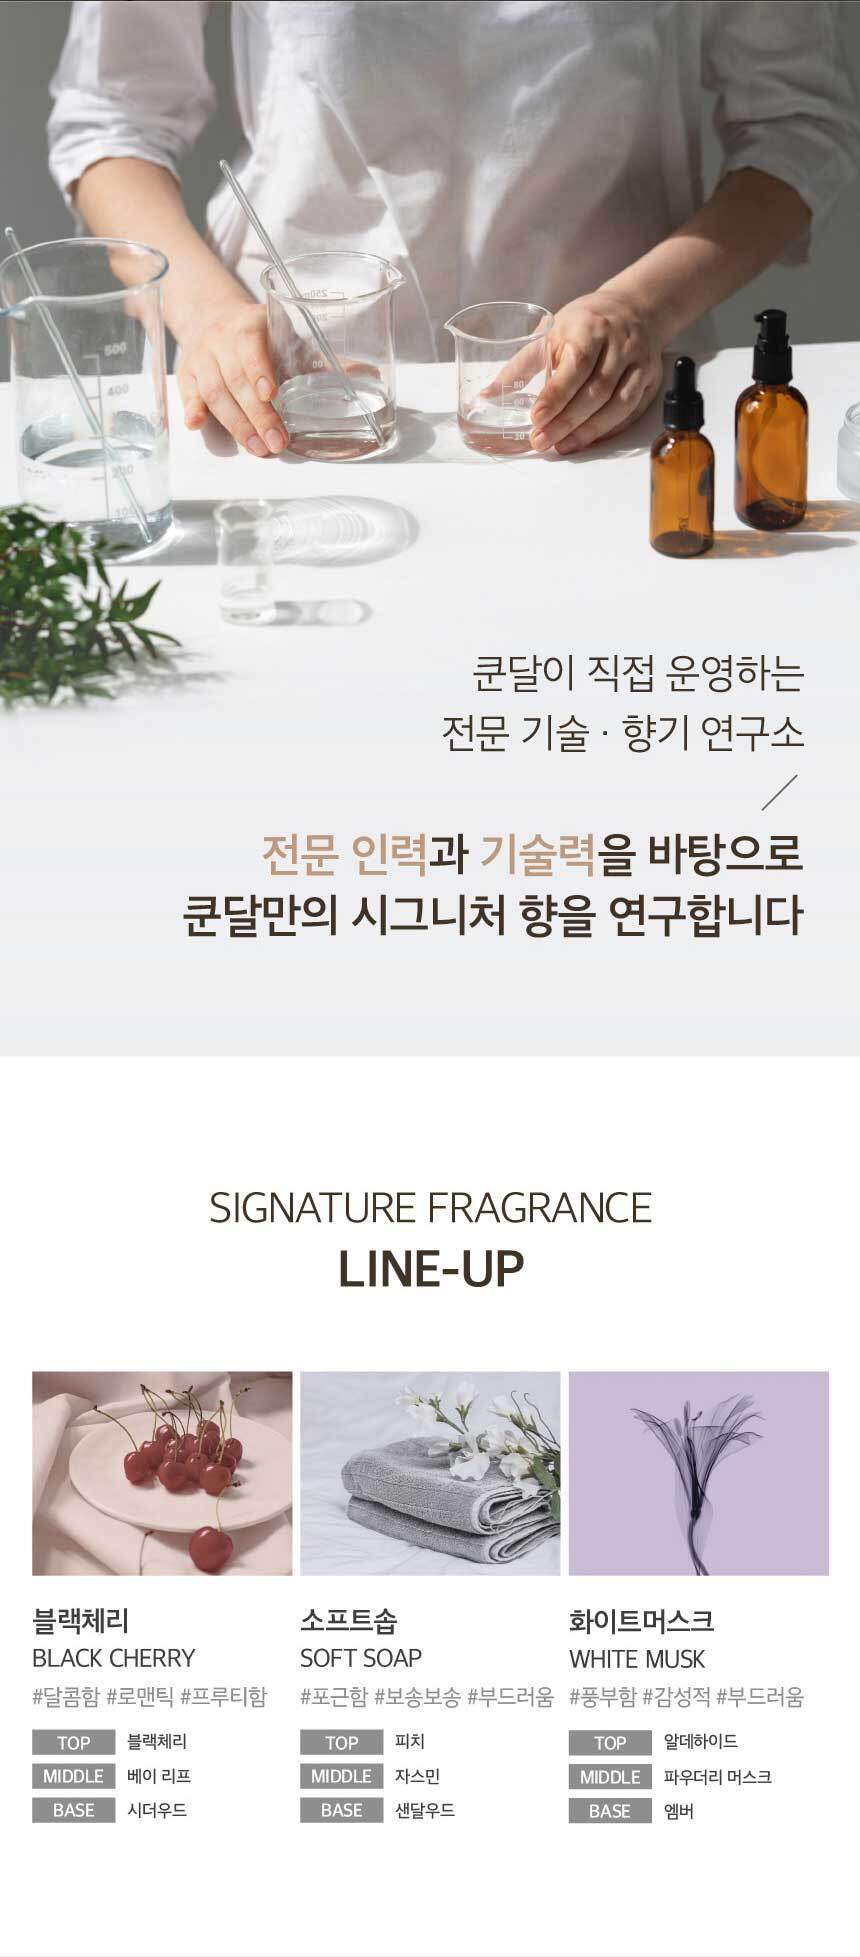 500
400
200
100
250
쿤달이 직접 운영하는
전문 기술 · 향기 연구소
전문 인력과 기술력을 바탕으로
쿤달만의 시그니처 향을 연구합니다
SIGNATURE FRAGRANCE
LINE-UP
블랙체리
BLACK CHERRY
#달콤함 #로맨틱 #프루티함
TOP 블랙체리
MIDDLE 베이 리프
BASE 시더우드
소프트솝
SOFT SOAP
#포근함 #보송보송 #부드러움
TOP 피치
MIDDLE 자스민
BASE 샌달우드
화이트머스크
WHITE MUSK
#풍부함 #감성적 #부드러움
TOP 알데하이드
MIDDLE 파우더리 머스크
BASE 엠버